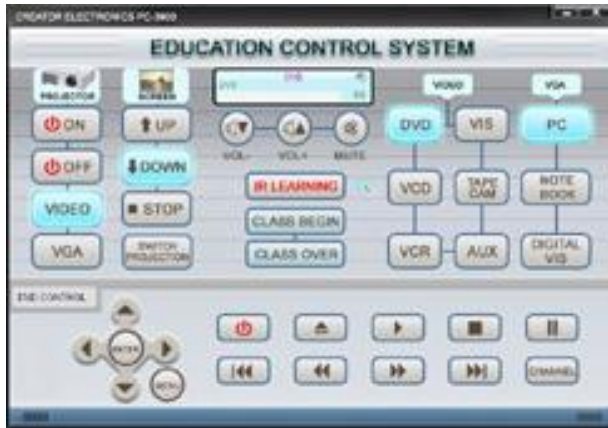 CREATOR ELECTRONICS PC-3900
EDUCATION CONTROL SYSTEM
PROJECTOR
SCREEN
DVD
VIDEO
VGA
ON
UP
VOL-
VOL+
MUTE
DVD
VIS
PC
OFF
DOWN
IR LEARNING
VCD
TAPE CAM
NOTE BOOK
VIDEO
STOP
CLASS BEGIN
VGA
SWITCH PROJECTION
CLASS OVER
VCR
AUX
DIGITAL VIS
END CONTROL
ENTER
MENU
CHANNEL